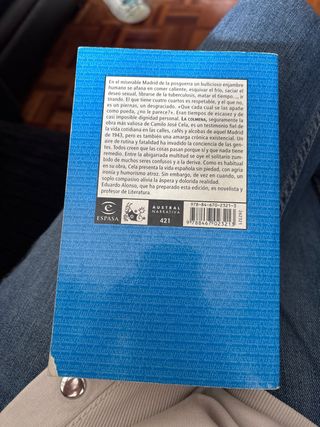 En el miserable Madrid de la posguerra un bullicioso enjambre
humano se afana en comer caliente, esquivar el frío, saciar el
deseo sexual, librarse de la tuberculosis, matar el tiempo... ti-
trando. El que tiene cuatro cuartos es respetable, y el que no,
es un piernas, un desgraciado. «Que cada cual se las apañe
como pueda, ¿no le parece?». Eran tiempos de escasez y de
casi imposible dignidad personal. LA COLMENA, seguramente la
obra más valiosa de Camilo José Cela, es un testimonio fiel de
la vida cotidiana en las calles, cafés y alcobas de aquel Madrid
de 1943, pero es también una amarga crónica existencial. Un
aire de rutina y fatalidad ha invadido la conciencia de las gen-
tes. Todos creen que las cosas pasan porque sí y que nada tiene
remedio. Entre la abigarrada multitud se oye el solitario zum-
bido de muchos seres confusos y a la deriva. Como es habitual
en su obra, Cela presenta la vida española sin piedad, con agria
ironía y humorismo atroz. Sin embargo, de vez en cuando, un
soplo compasivo alivia la áspera y dolorida realidad.
Eduardo Alonso, que ha preparado esta edición, es novelista y
profesor de Literatura.
ESPASA
AUSTRAL
NARRATIVA
421
978-84-670-2321-3
9 788467 023213